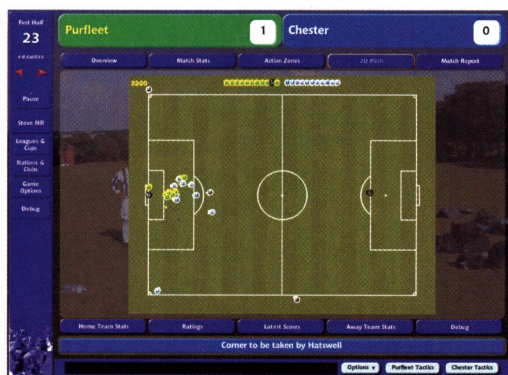 First Half
23
Purfleet
1
Chester
0
Overview
Match Stats
Action Zones
2D Pitch
Match Report
Pause
Steve Hill
Leagues &
Cups
Nations &
Clubs
Game
Options
Debug
Home Team Stats
Ratings
Latest Scores
Away Team Stats
Debug
Corner to be taken by Hatswell
Options
Purfleet Tactics
Chester Tactics